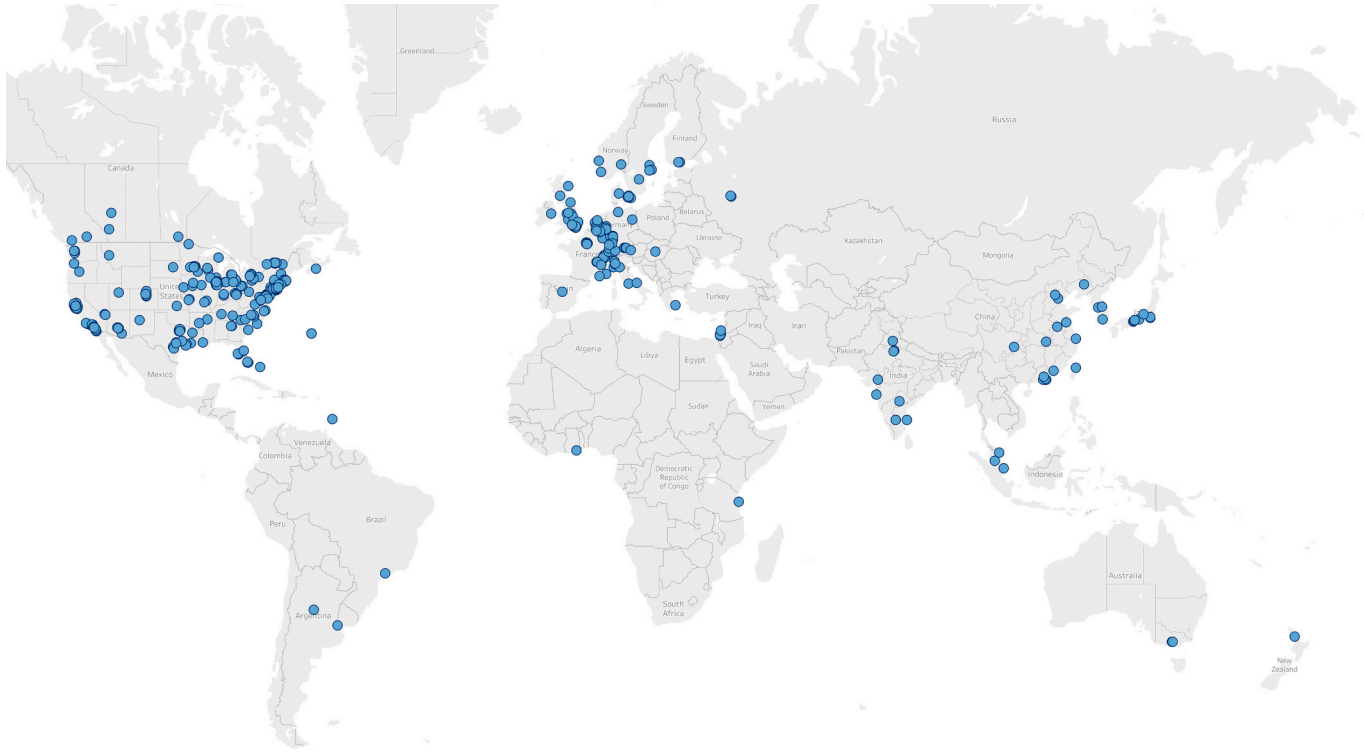 Greenland
Sweden
Russia
Finland
Norway
Canada
Poland
Belarus
Ukraine
Kazakhstan
France
Mongolia
United
States
Spain
Turkey
China
Iraq
Iran
Algeria
Libya
Egypt
Pakistan
Saudi
Arabia
Mexico
India
Sudan
Yemen
Venezuela
Colombia
Democratic
Republic
of Congo
Indonesia
Peru
Brazil
Australia
South
Africa
Argentina
New
Zealand